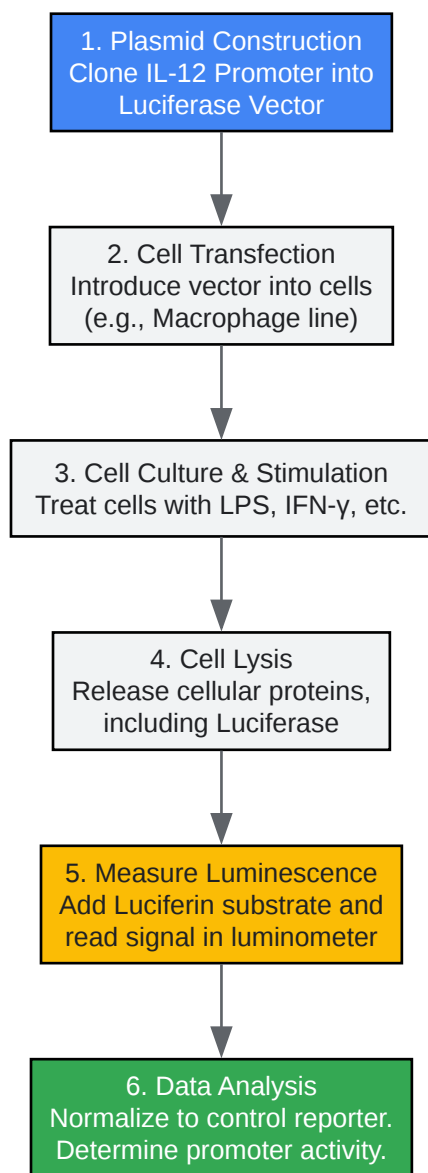 1. Plasmid Construction
Clone IL-12 Promoter into
Luciferase Vector
2. Cell Transfection
Introduce vector into cells
(e.g., Macrophage line)
3. Cell Culture & Stimulation
Treat cells with LPS, IFN-γ, etc.
4. Cell Lysis
Release cellular proteins,
including Luciferase
5. Measure Luminescence
Add Luciferin substrate and
read signal in luminometer
6. Data Analysis
Normalize to control reporter.
Determine promoter activity.